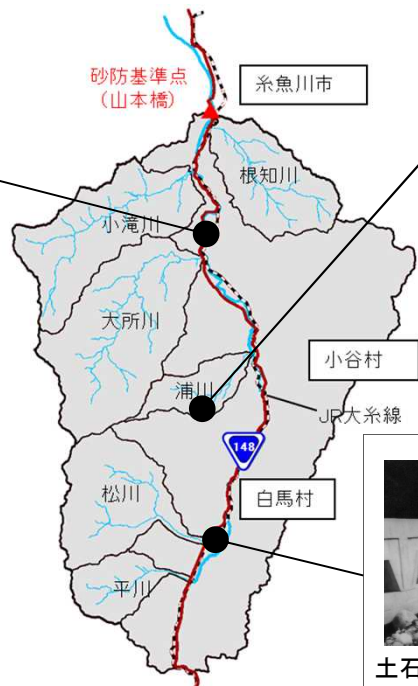 砂防基準点
(山本橋)
糸魚川市
根知川
小滝川
大所川
小谷村
浦川
JR大糸線
148
松川
白馬村
平川
土石